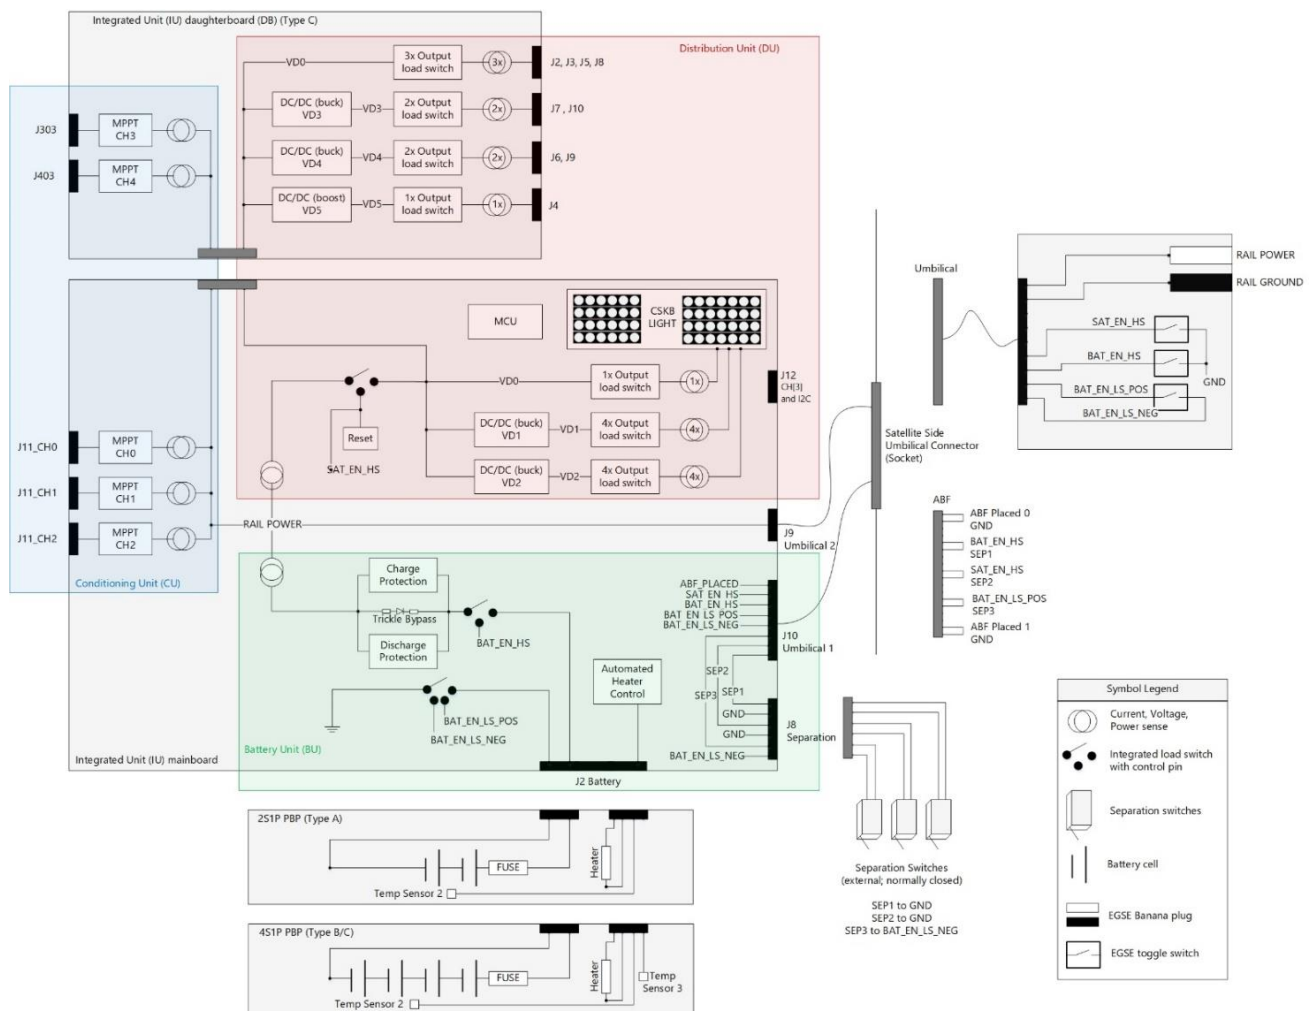 Integrated Unit (IU) daughterboard (DB) (Type C)
Distribution Unit (DU)
VD0
3x Output
load switch
3x
J2, J3, J5, J8
DC/DC (buck)
VD3
VD3
2x Output
load switch
2x
J7 , J10
DC/DC (buck)
VD4
VD4
2x Output
load switch
2x
J6, J9
DC/DC (boost)
VD5
VD5
1x Output
load switch
1x
J4
J303
MPPT
CH3
J403
MPPT
CH4
MCU
CSKB
LIGHT
VD0
1x Output
load switch
1x
J12
CH[3]
and I2C
Reset
SAT_EN_HS
DC/DC (buck)
VD1
VD1
4x Output
load switch
4x
DC/DC (buck)
VD2
VD2
4x Output
load switch
4x
J11_CH0
MPPT
CH0
J11_CH1
MPPT
CH1
J11_CH2
MPPT
CH2
Conditioning Unit (CU)
RAIL POWER
J9
Umbilical 2
Charge
Protection
Trickle Bypass
Discharge
Protection
BAT_EN_HS
BAT_EN_LS_POS
BAT_EN_LS_NEG
Automated
Heater
Control
ABF_PLACED
SAT_EN_HS
BAT_EN_HS
BAT_EN_LS_POS
BAT_EN_LS_NEG
J10
Umbilical 1
SEP2
SEP3
SEP1
GND
GND
BAT_EN_LS_NEG
J8
Separation
Battery Unit (BU)
Integrated Unit (IU) mainboard
J2 Battery
Umbilical
Satellite Side
Umbilical Connector
(Socket)
RAIL POWER
RAIL GROUND
SAT_EN_HS
BAT_EN_HS
GND
BAT_EN_LS_POS
BAT_EN_LS_NEG
ABF
ABF Placed 0
GND
BAT_EN_HS
SEP1
SAT_EN_HS
SEP2
BAT_EN_LS_POS
SEP3
ABF Placed 1
GND
Separation Switches
(external; normally closed)
SEP1 to GND
SEP2 to GND
SEP3 to BAT_EN_LS_NEG
Symbol Legend
Current, Voltage,
Power sense
Integrated load switch
with control pin
Separation switches
Battery cell
EGSE Banana plug
EGSE toggle switch
2S1P PBP (Type A)
FUSE
Heater
Temp Sensor 2
4S1P PBP (Type B/C)
FUSE
Heater
Temp
Sensor 3
Temp Sensor 2